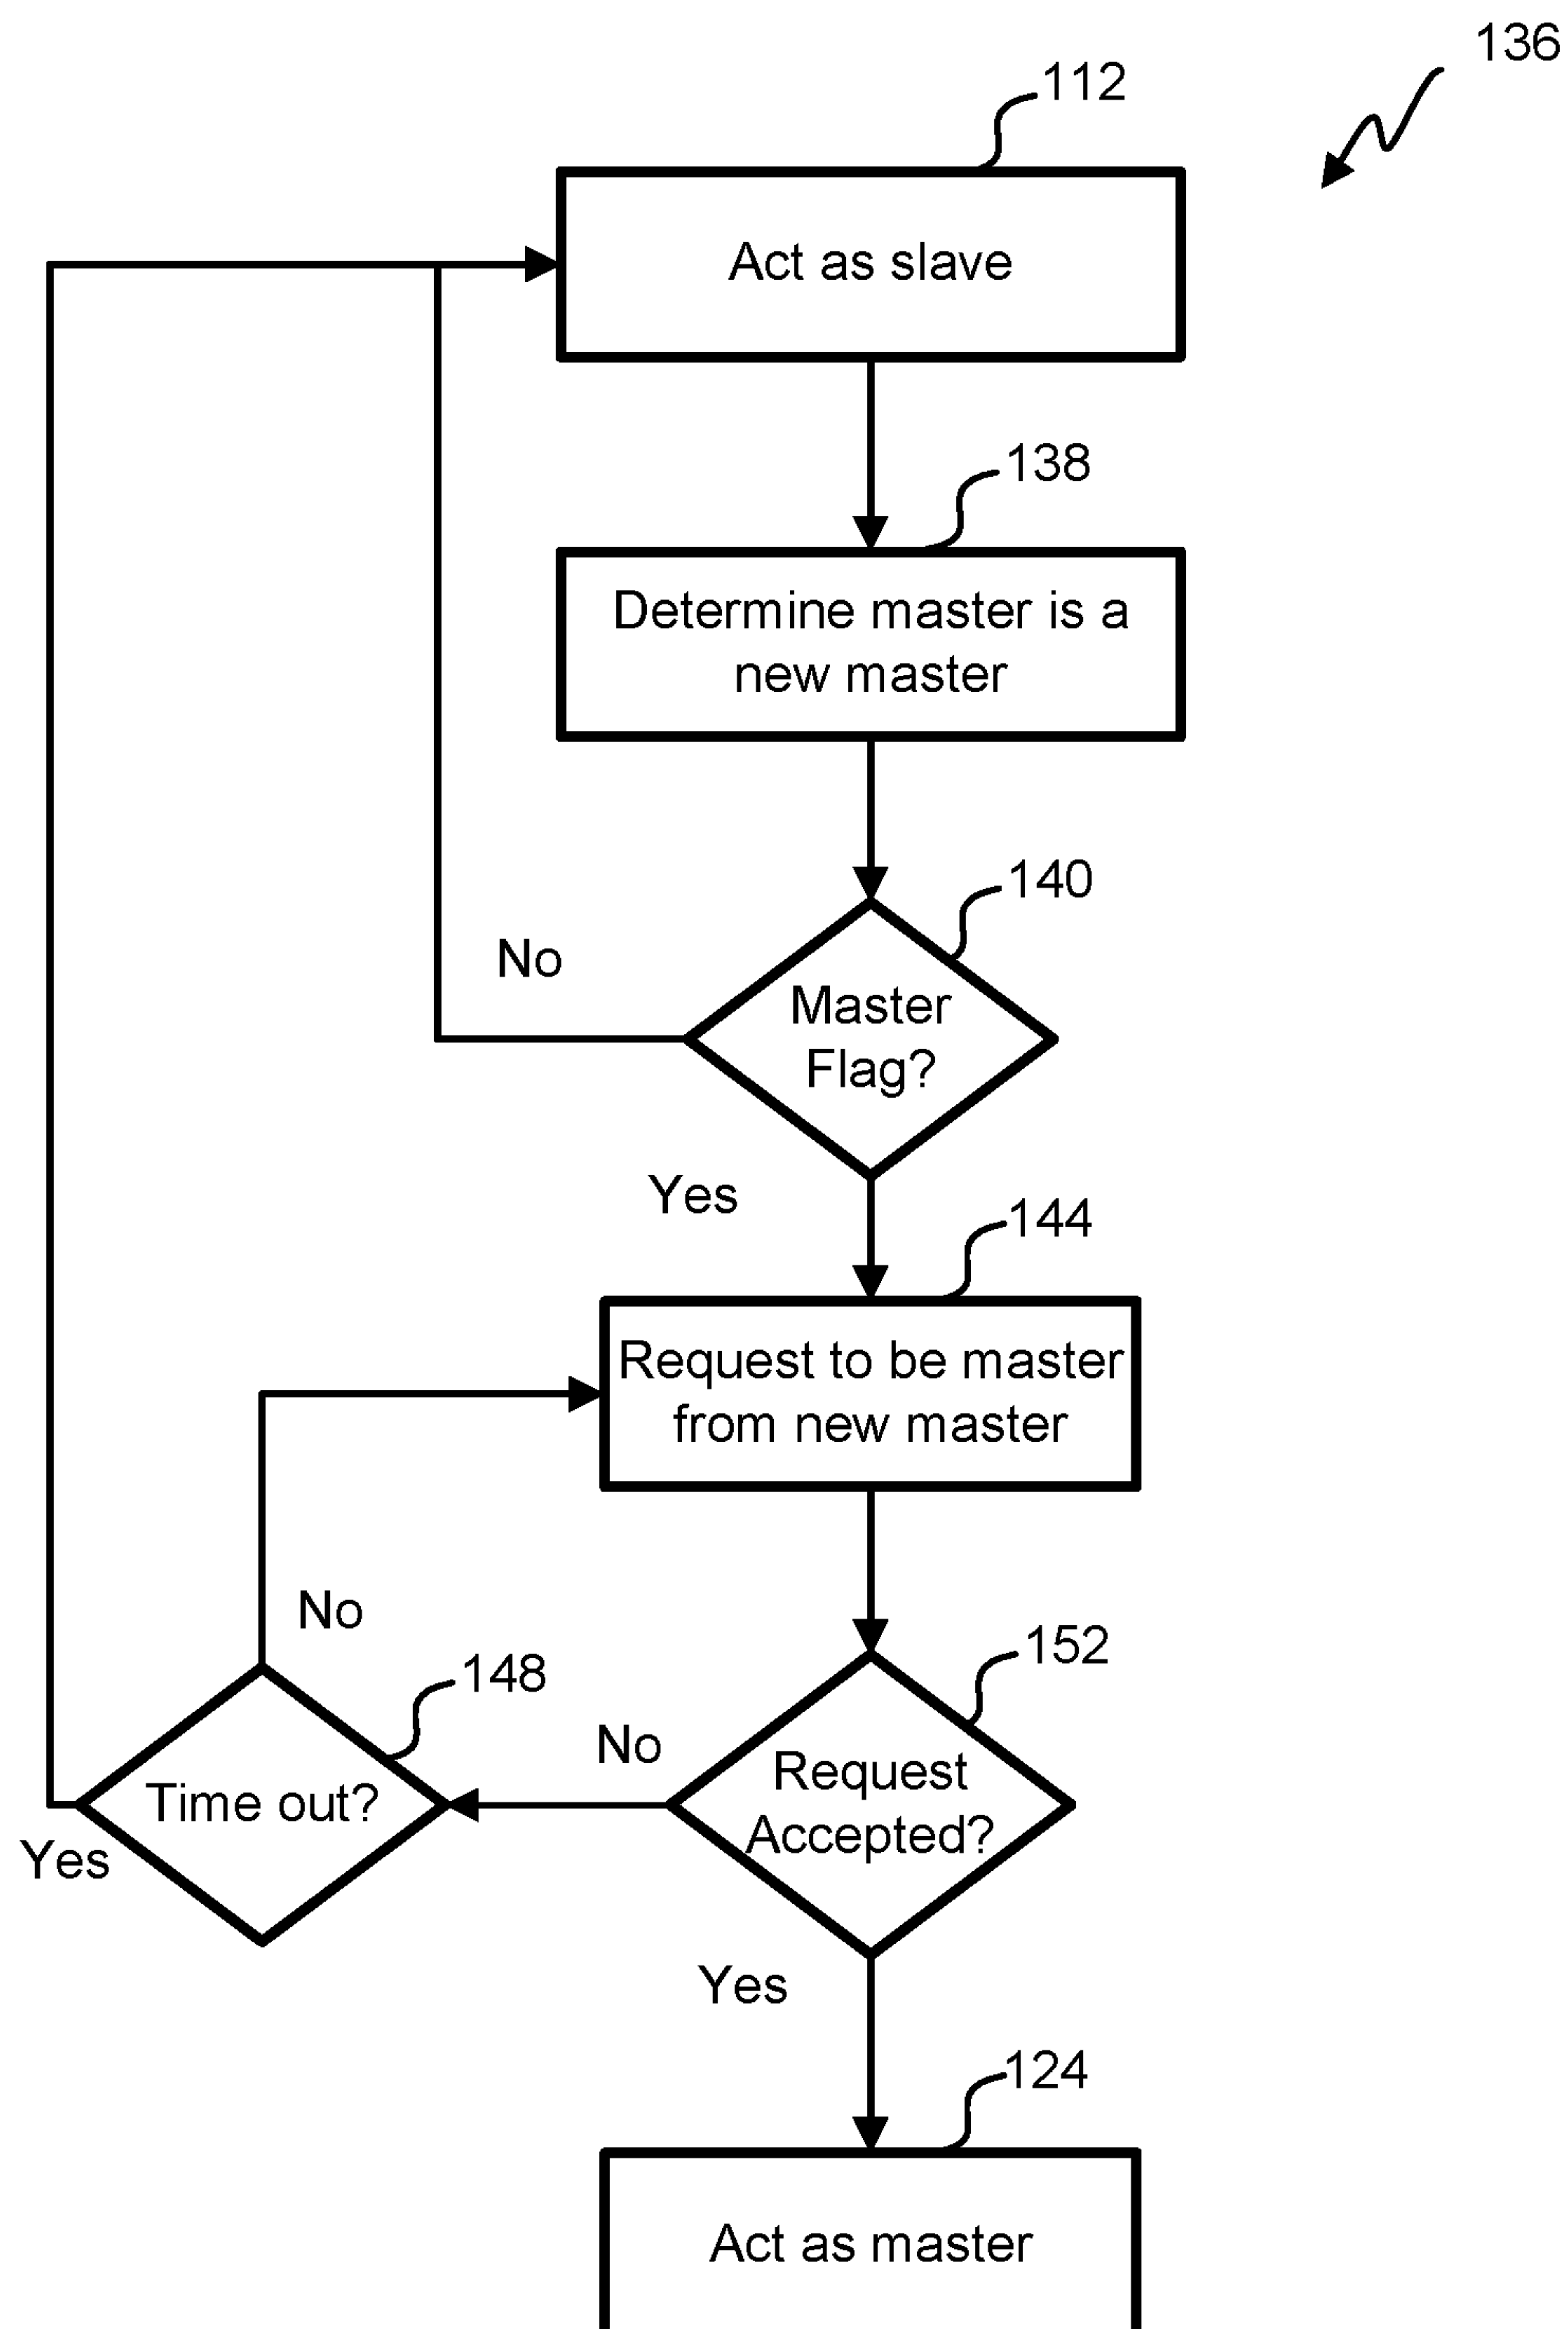 136
112
Act as slave
138
Determine master is a
new master
140
No
Master
Flag?
Yes
144
Request to be master
from new master
No
152
148
No
Request
Accepted?
Time out?
Yes
Yes
124
Act as master